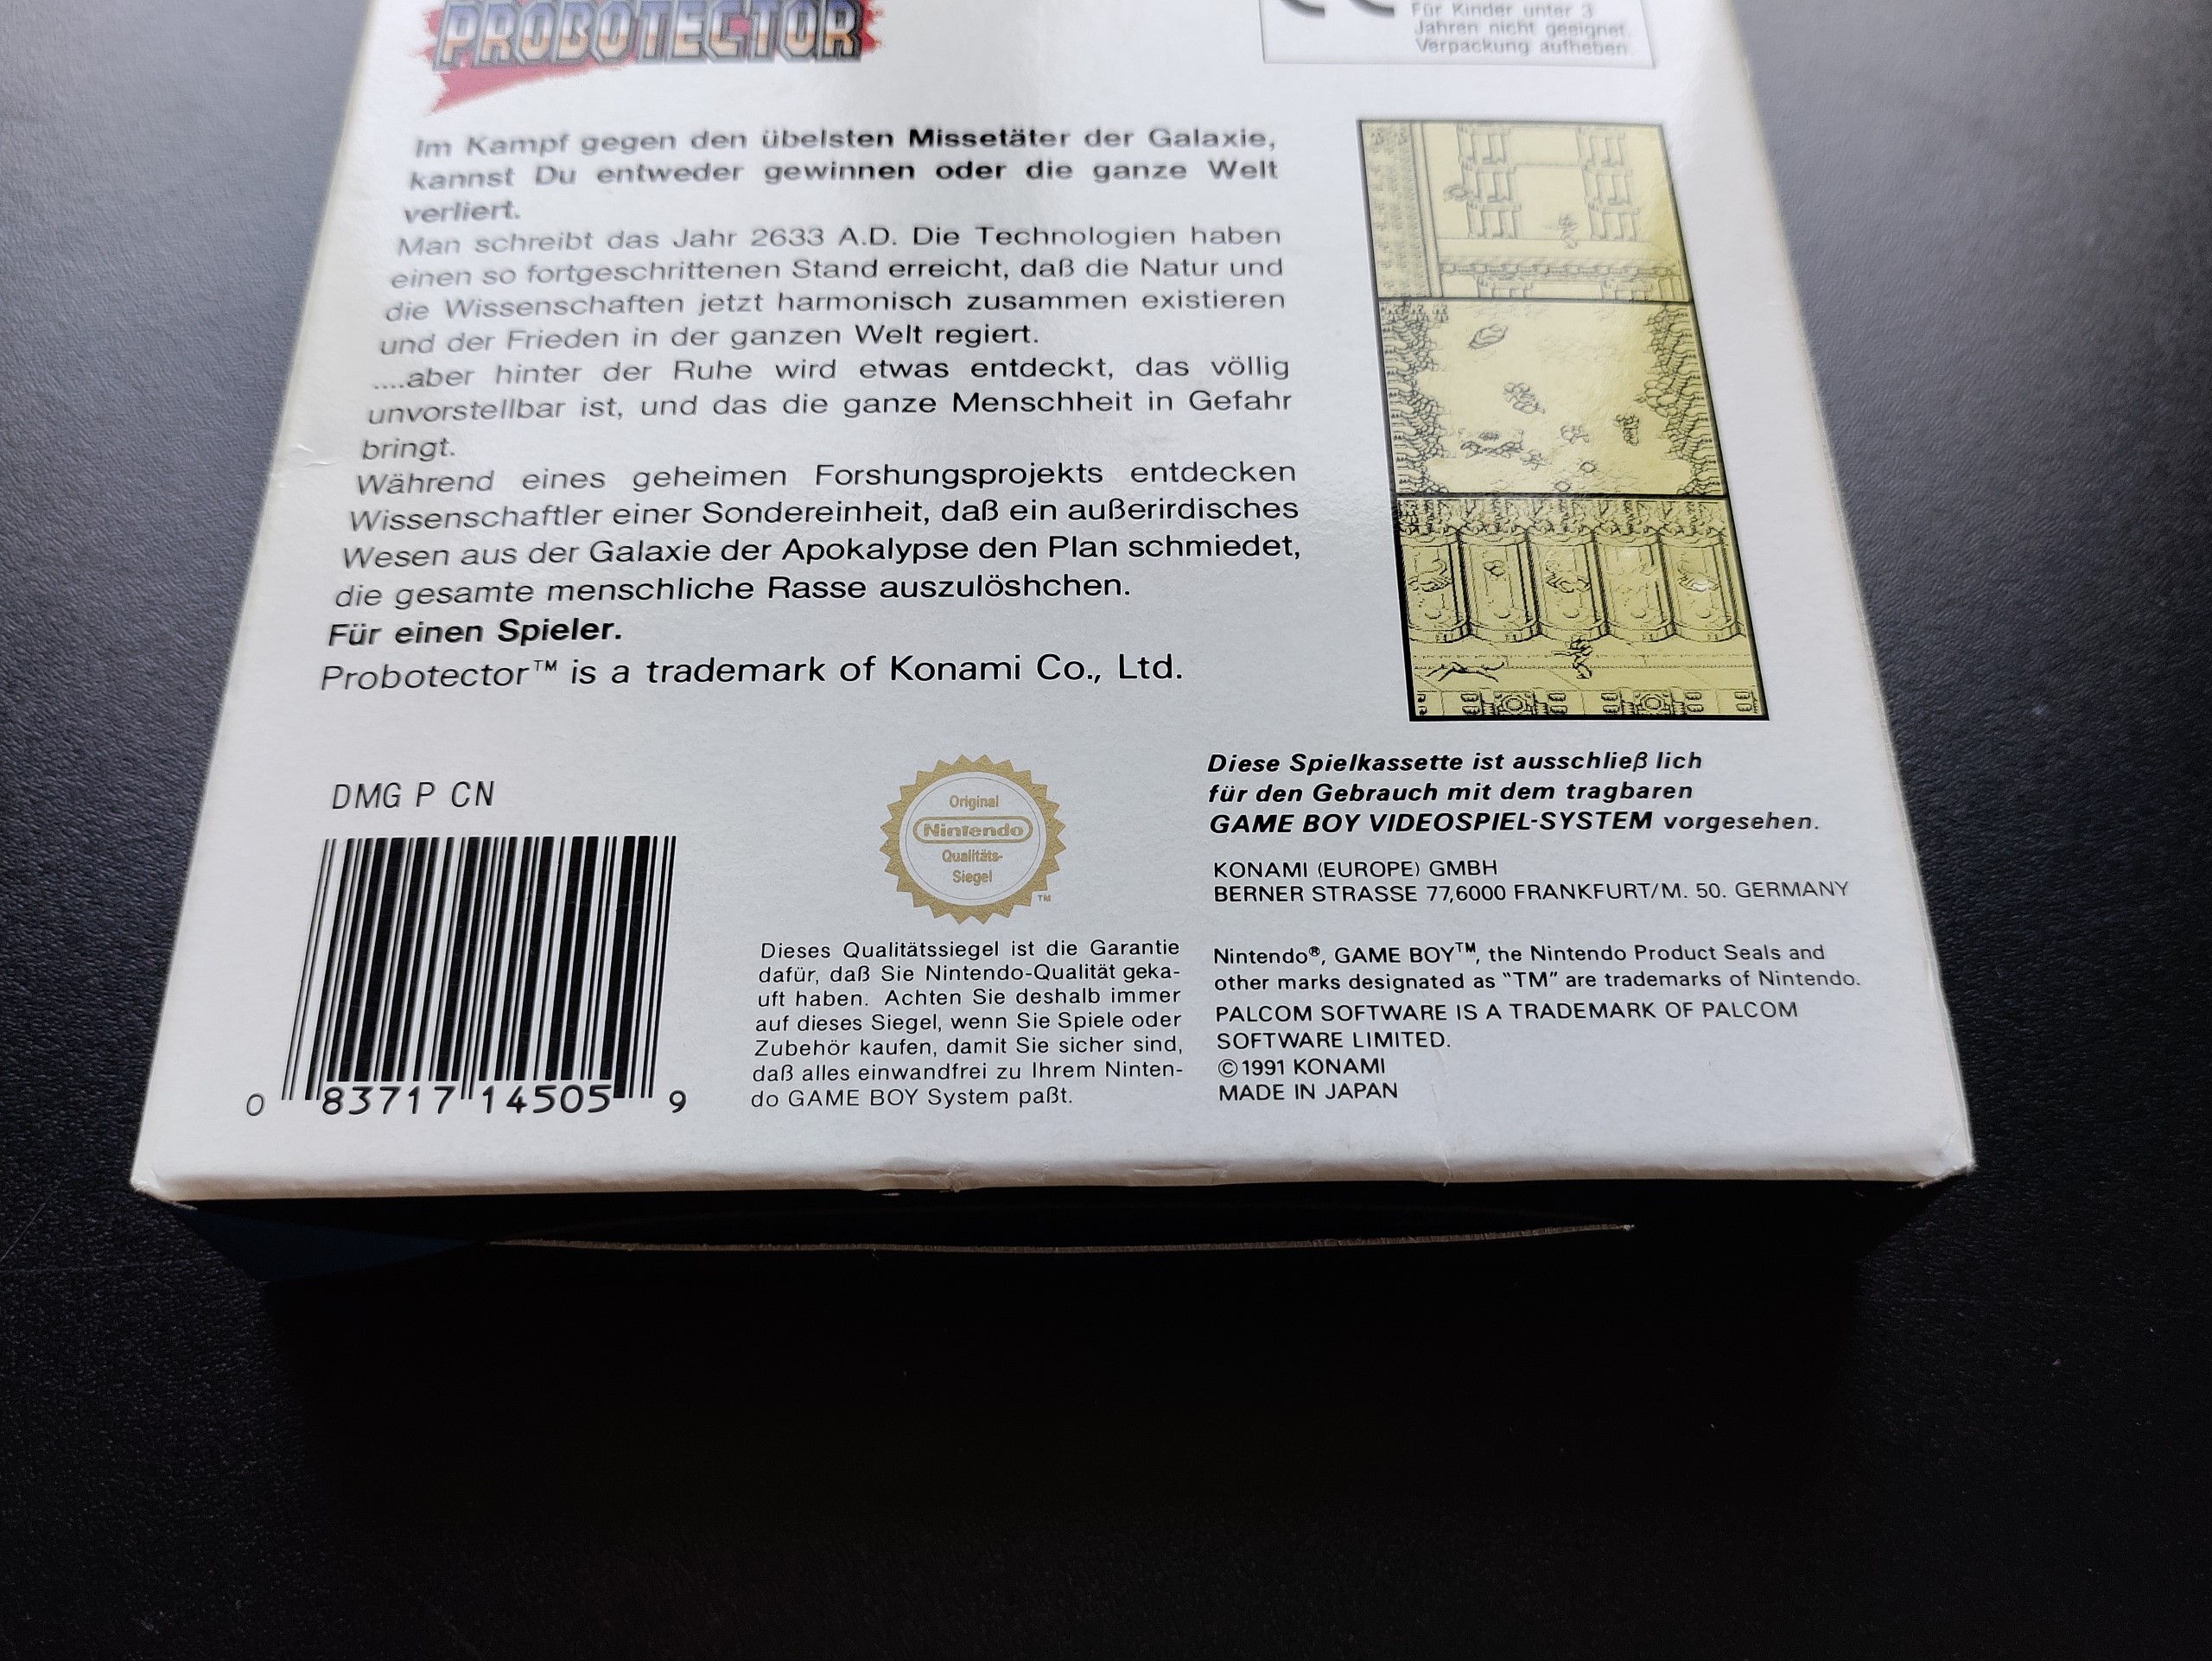 PROBOTECTOR
Für Kinder unter 3
Jahren nicht geeignet.
Verpackung aufheben.
Im Kampf gegen den übelsten Missetäter der Galaxie,
kannst Du entweder gewinnen oder die ganze Welt
verliert.
Man schreibt das Jahr 2633 A.D. Die Technologien haben
einen so fortgeschrittenen Stand erreicht, daß die Natur und
die Wissenschaften jetzt harmonisch zusammen existieren
und der Frieden in der ganzen Welt regiert.
....aber hinter der Ruhe wird etwas entdeckt, das völlig
unvorstellbar ist, und das die ganze Menschheit in Gefahr
bringt.
Während eines geheimen Forshungsprojekts entdecken
Wissenschaftler einer Sondereinheit, daß ein außerirdisches
Wesen aus der Galaxie der Apokalypse den Plan schmiedet,
die gesamte menschliche Rasse auszulöshchen.
Für einen Spieler.
Probotector™ is a trademark of Konami Co., Ltd.
DMG P CN
0 83717 14505 9
Original
Nintendo
Qualitäts-
Siegel
TM
Dieses Qualitätssiegel ist die Garantie
dafür, daß Sie Nintendo-Qualität geka-
uft haben. Achten Sie deshalb immer
auf dieses Siegel, wenn Sie Spiele oder
Zubehör kaufen, damit Sie sicher sind,
daß alles einwandfrei zu Ihrem Ninten-
do GAME BOY System paßt.
Diese Spielkassette ist ausschließ lich
für den Gebrauch mit dem tragbaren
GAME BOY VIDEOSPIEL-SYSTEM vorgesehen.
KONAMI (EUROPE) GMBH
BERNER STRASSE 77,6000 FRANKFURT/M. 50. GERMANY
Nintendo®, GAME BOY™, the Nintendo Product Seals and
other marks designated as "TM" are trademarks of Nintendo.
PALCOM SOFTWARE IS A TRADEMARK OF PALCOM
SOFTWARE LIMITED.
©1991 KONAMI
MADE IN JAPAN